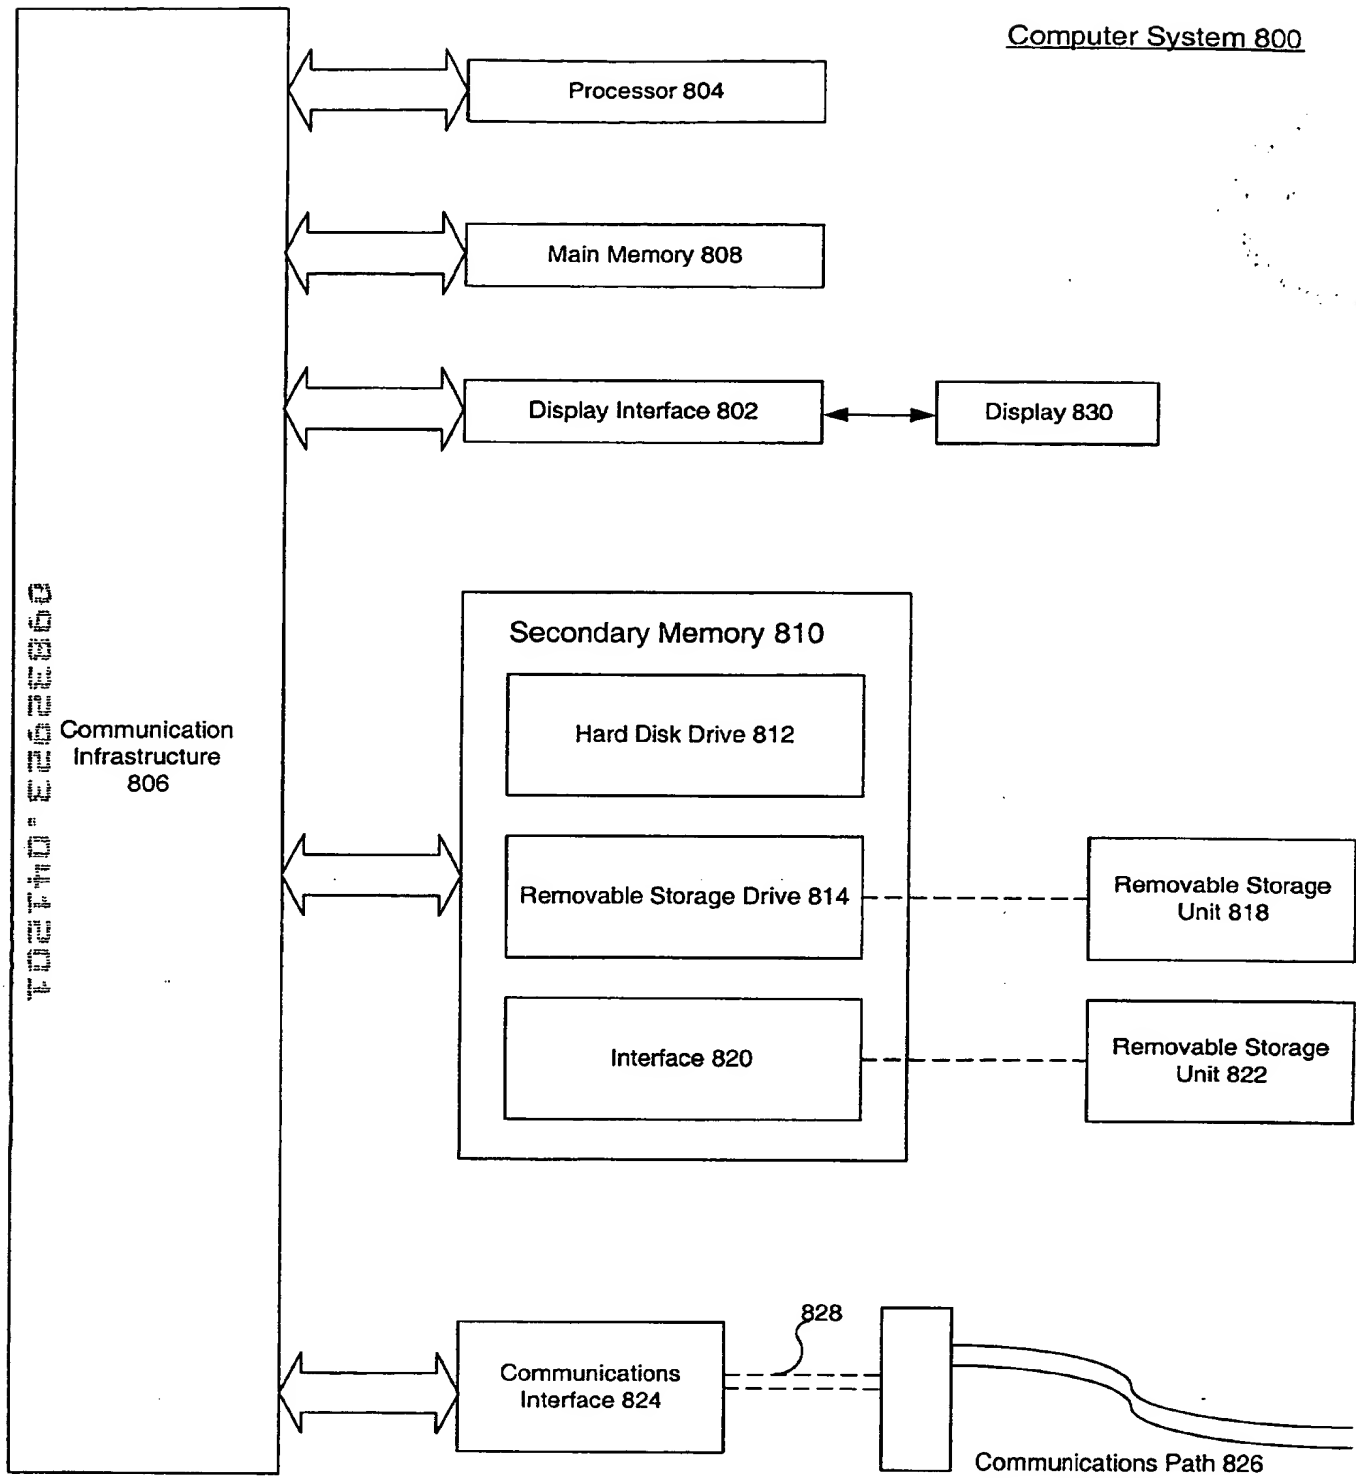 Computer System 800
Processor 804
Main Memory 808
Display Interface 802
Display 830
09832623.041201
Communication
Infrastructure
806
Secondary Memory 810
Hard Disk Drive 812
Removable Storage Drive 814
Removable Storage
Unit 818
Interface 820
Removable Storage
Unit 822
828
Communications
Interface 824
Communications Path 826